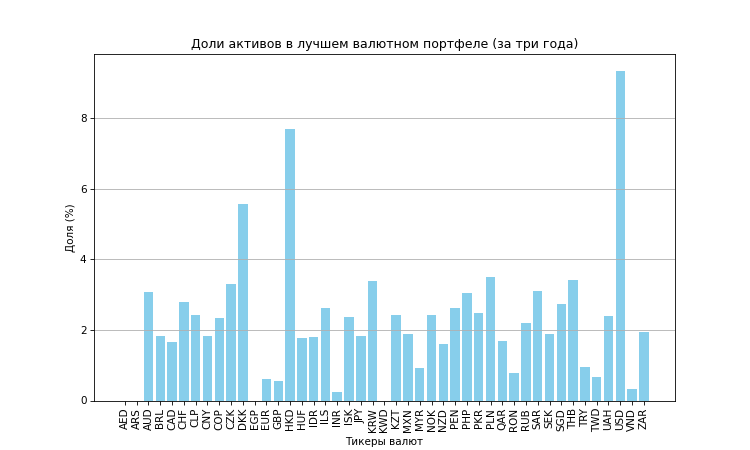 Доли активов в лучшем валютном портфеле (за три года)
Доля (%)
8
6
4
2
0
AED ARS AUD BRL CAD CHF CLP CNY COP CZK DKK EGP EUR GBP HKD HUF IDR ILS INR ISK JPY KRW KWD KZT MXN MYR NOK NZD PEN PHP PKR PLN QAR RON RUB SAR SEK SGD THB TRY TWD UAH USD VND ZAR
Тикеры валют